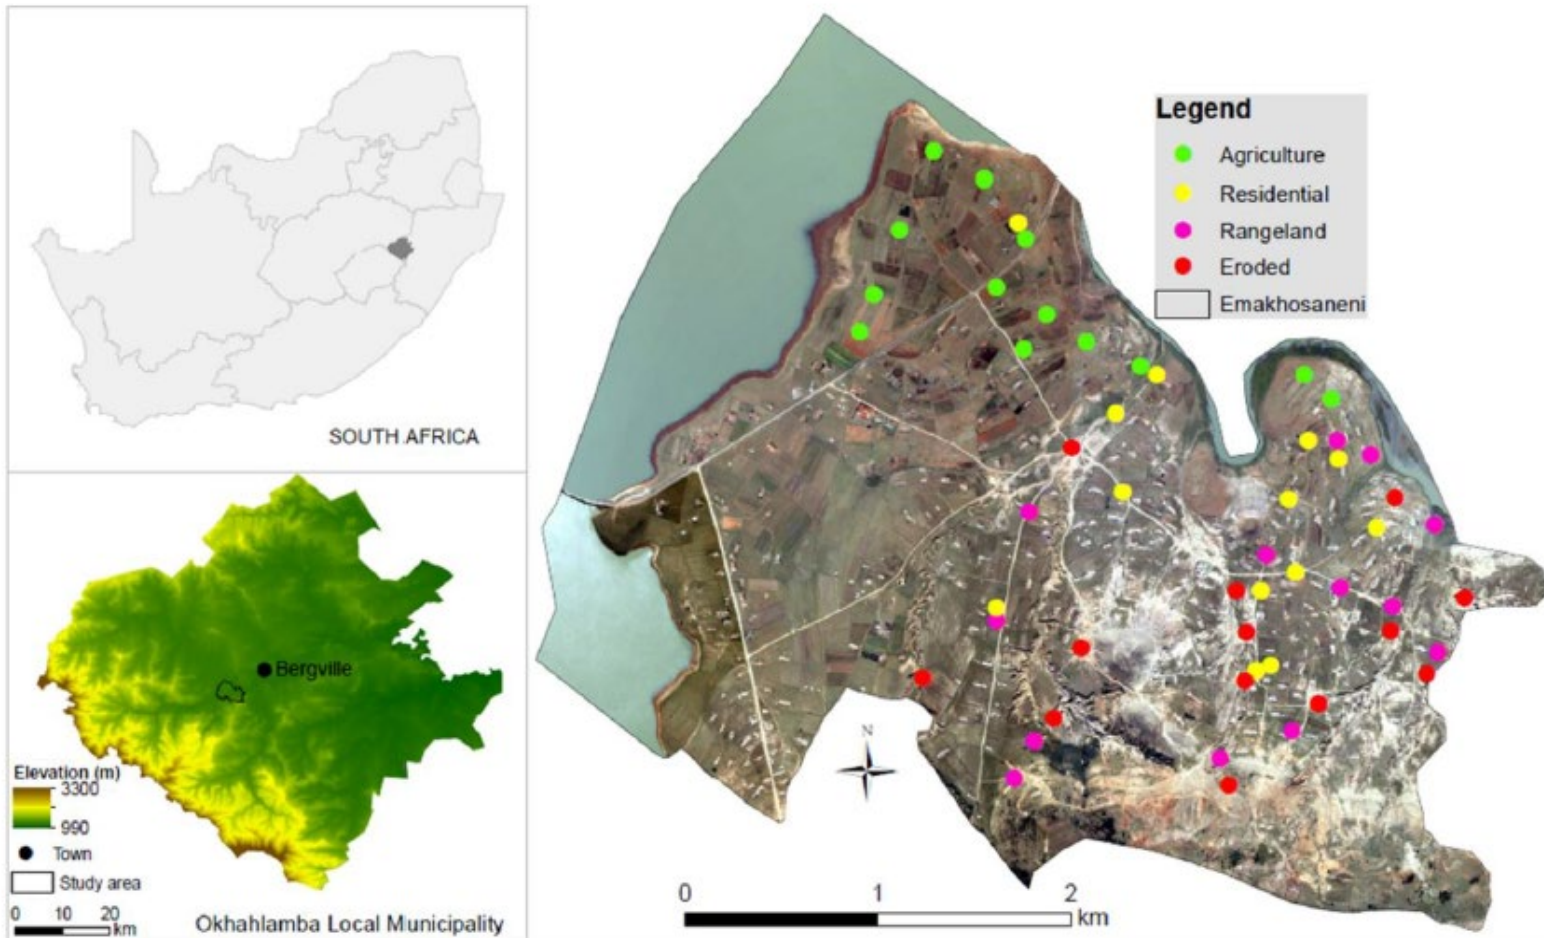 SOUTH AFRICA
Bergville
Elevation (m)
3300
990
Town
Study area
0 10 20
km
Okhahlamba Local Municipality
Legend
Agriculture
Residential
Rangeland
Eroded
Emakhosaneni
N
0 1 2
km